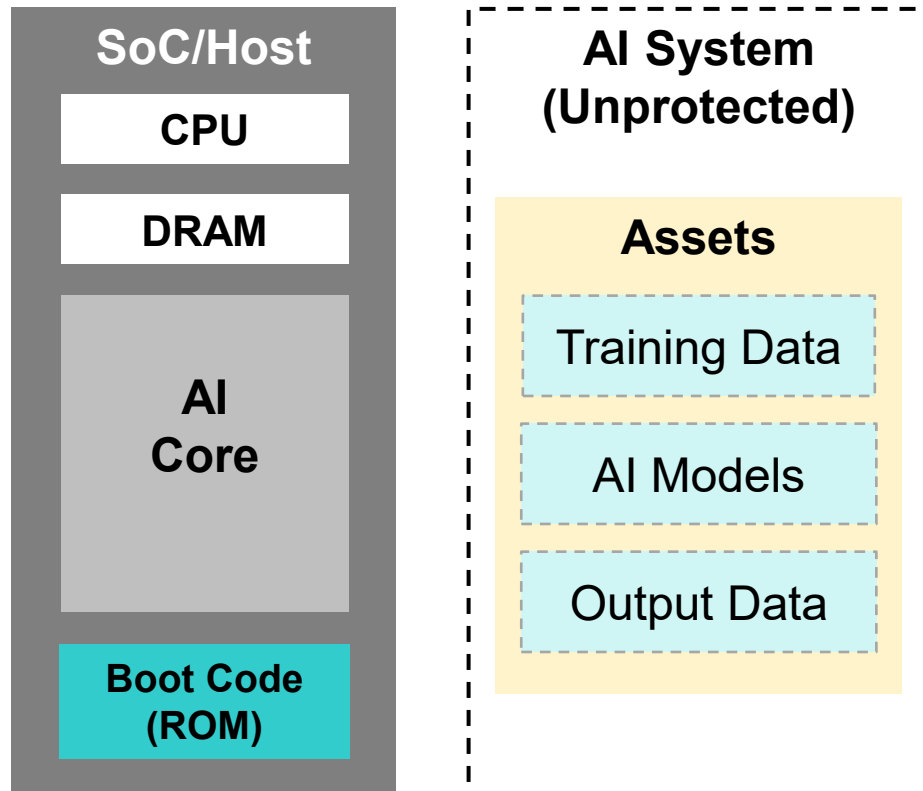 SoC/Host
CPU
DRAM
AI
Core
Boot Code
(ROM)
AI System
(Unprotected)
Assets
Training Data
AI Models
Output Data